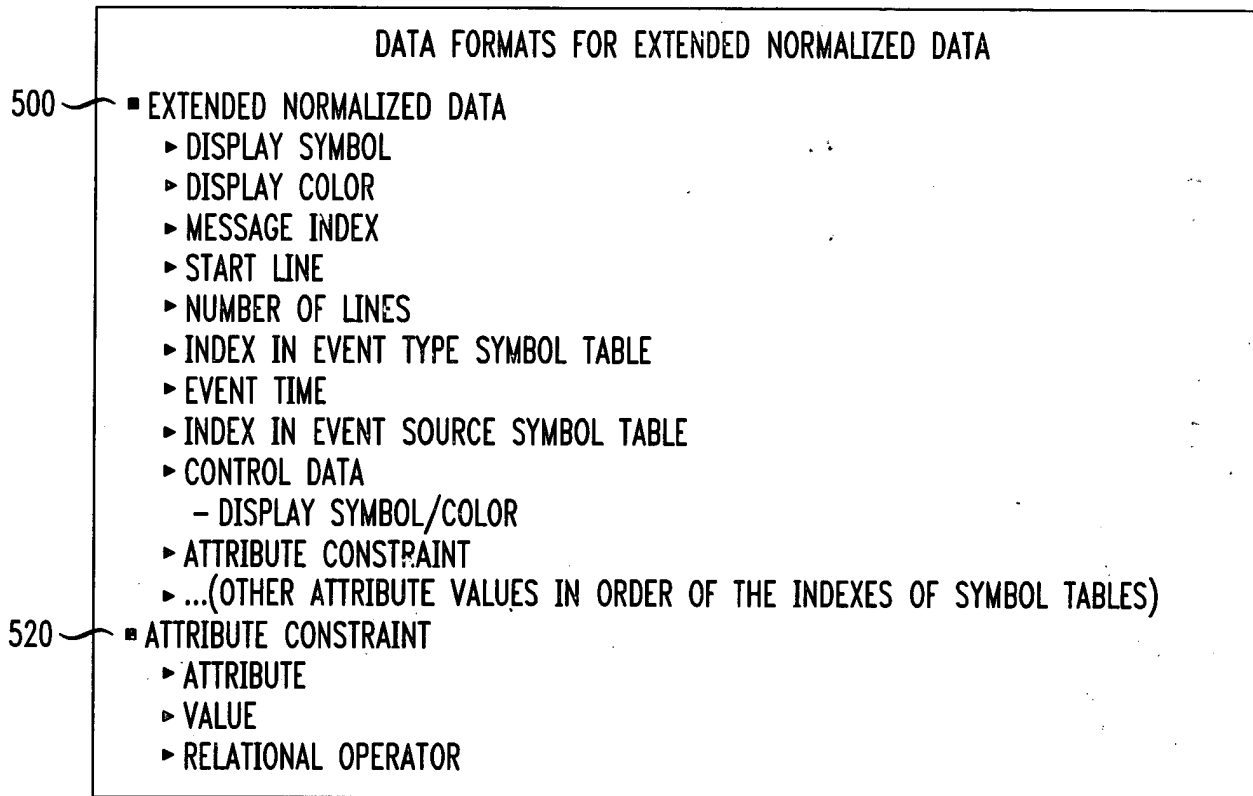 DATA FORMATS FOR EXTENDED NORMALIZED DATA
500 ▪ EXTENDED NORMALIZED DATA
▸ DISPLAY SYMBOL
▸ DISPLAY COLOR
▸ MESSAGE INDEX
▸ START LINE
▸ NUMBER OF LINES
▸ INDEX IN EVENT TYPE SYMBOL TABLE
▸ EVENT TIME
▸ INDEX IN EVENT SOURCE SYMBOL TABLE
▸ CONTROL DATA
– DISPLAY SYMBOL/COLOR
▸ ATTRIBUTE CONSTRAINT
▸ ...(OTHER ATTRIBUTE VALUES IN ORDER OF THE INDEXES OF SYMBOL TABLES)
520 ▪ ATTRIBUTE CONSTRAINT
▸ ATTRIBUTE
▸ VALUE
▸ RELATIONAL OPERATOR